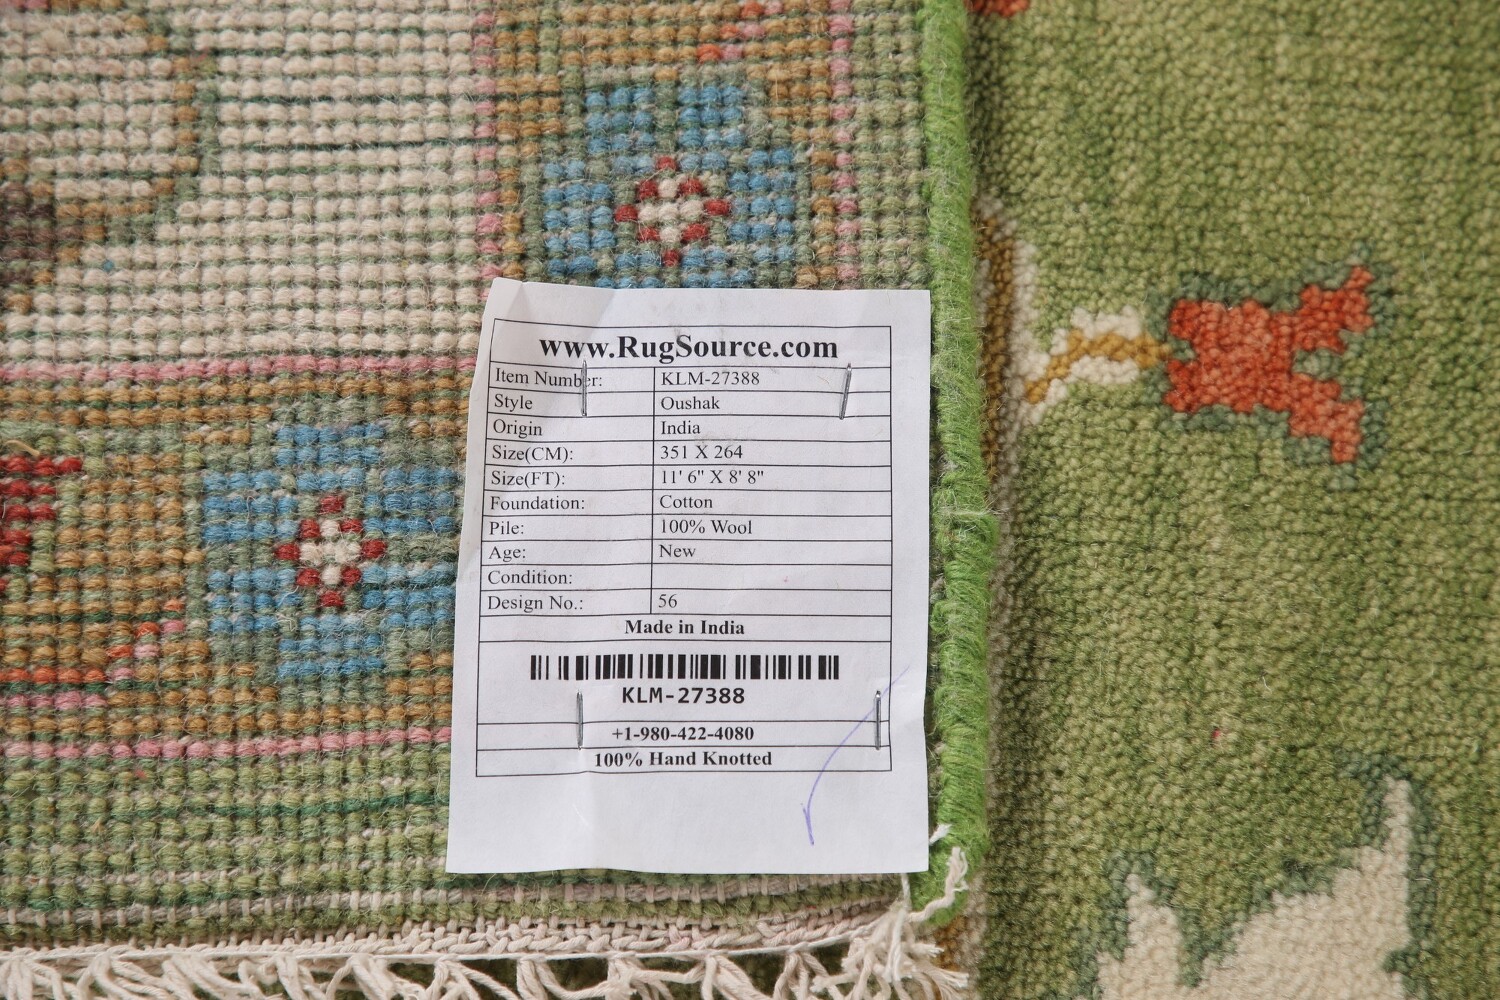 www.RugSource.com
Item Number: KLM-27388
Style Oushak
Origin India
Size(CM): 351 X 264
Size(FT): 11' 6" X 8' 8"
Foundation: Cotton
Pile: 100% Wool
Age: New
Condition:
Design No.: 56
Made in India
KLM-27388
+1-980-422-4080
100% Hand Knotted